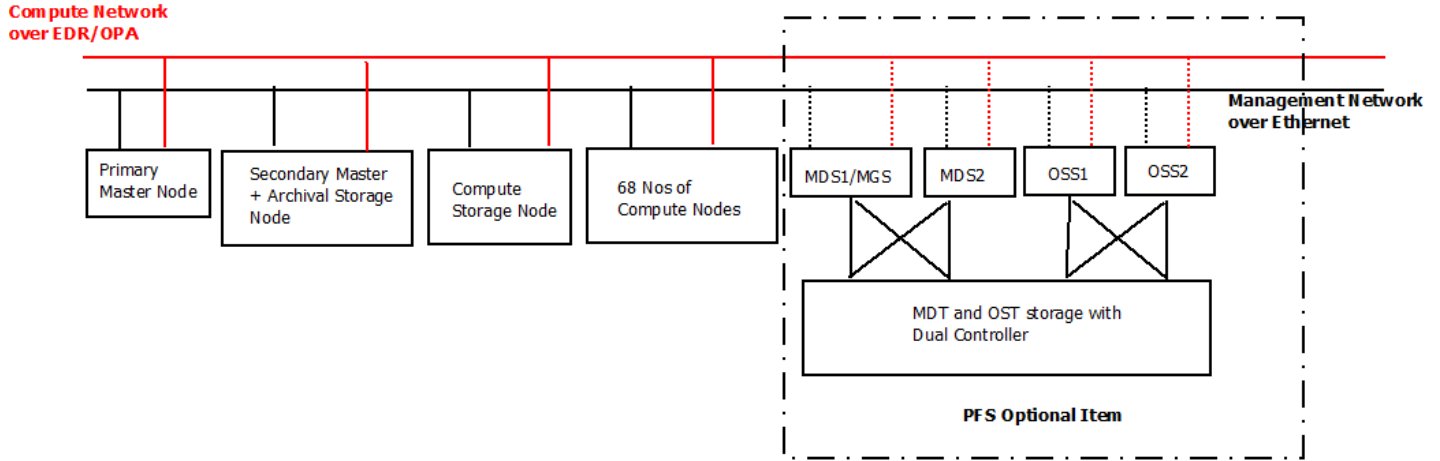 Compute Network
over EDR/OPA
Management Network
over Ethernet
Primary
Master Node
Secondary Master
+ Archival Storage
Node
Compute
Storage Node
68 Nos of
Compute Nodes
MDS1/MGS
MDS2
OSS1
OSS2
MDT and OST storage with
Dual Controller
PFS Optional Item